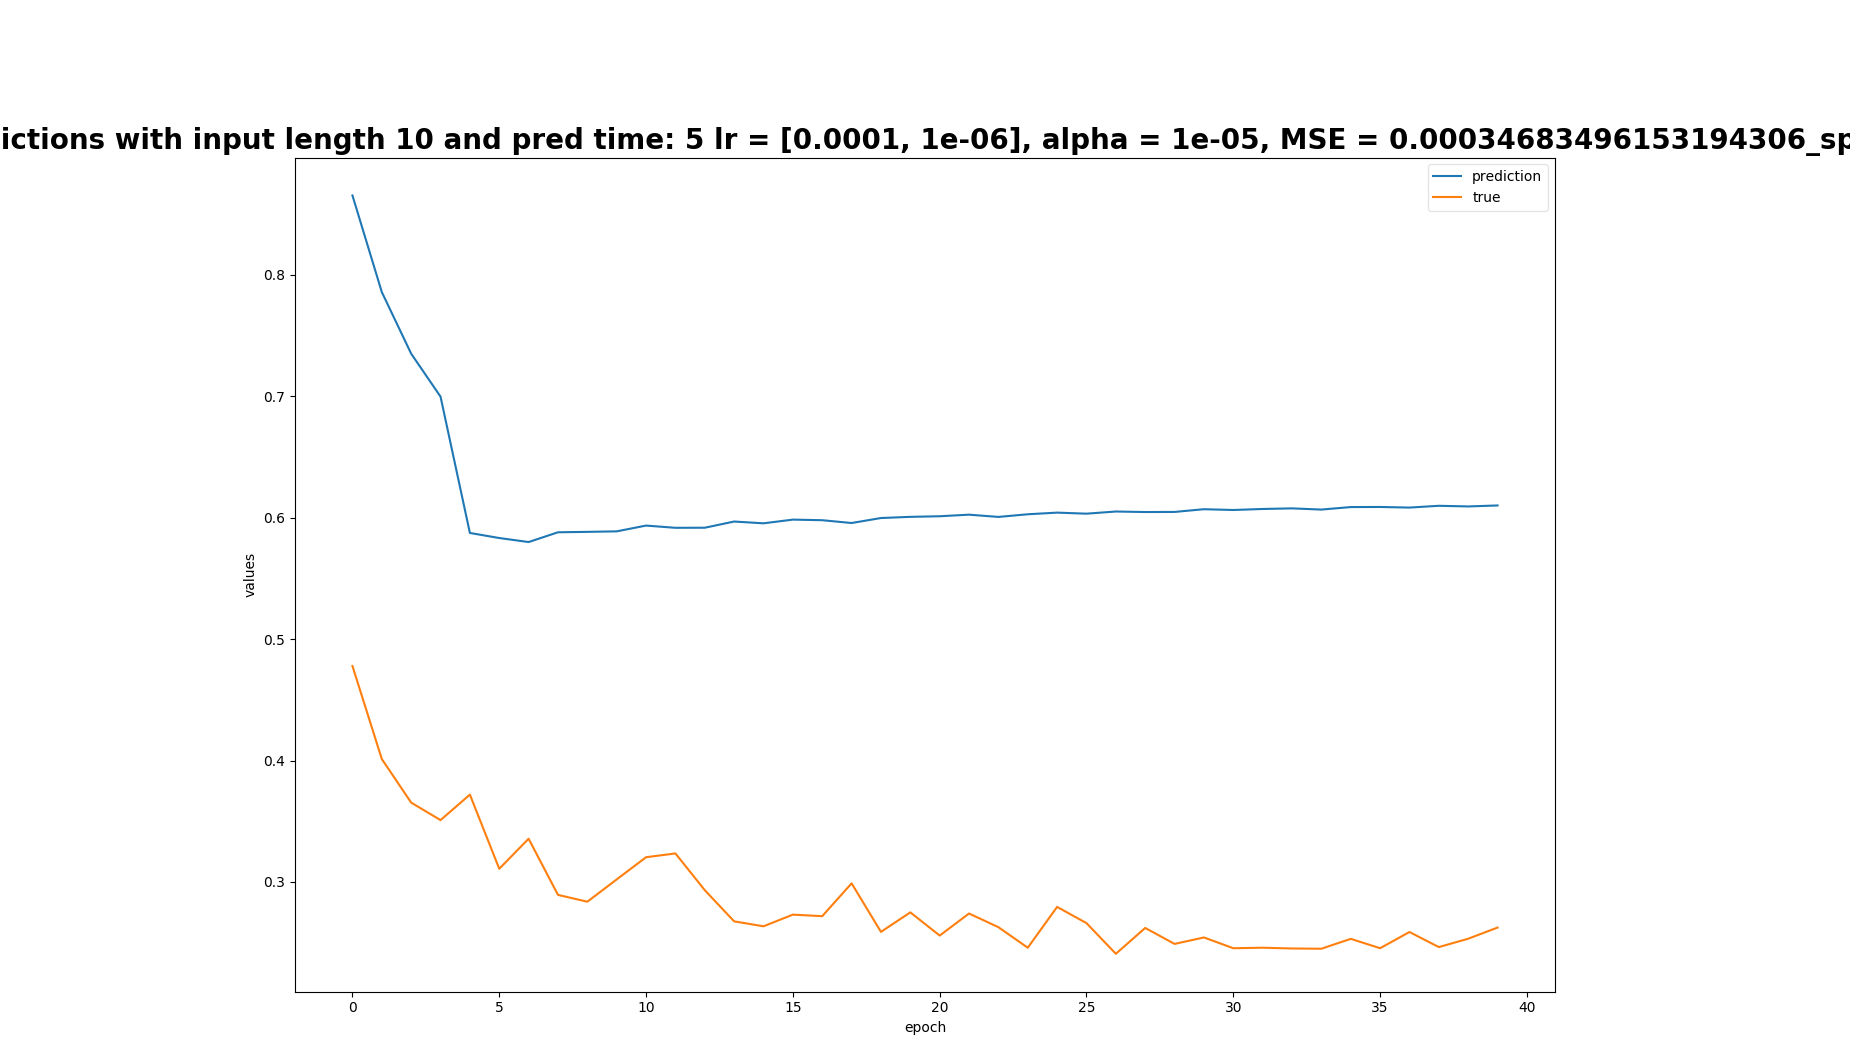 ictions with input length 10 and pred time: 5 lr = [0.0001, 1e-06], alpha = 1e-05, MSE = 0.00034683496153194306_sp
prediction
true
0.8
0.7
0.6
0.5
0.4
0.3
values
0 5 10 15 20 25 30 35 40
epoch